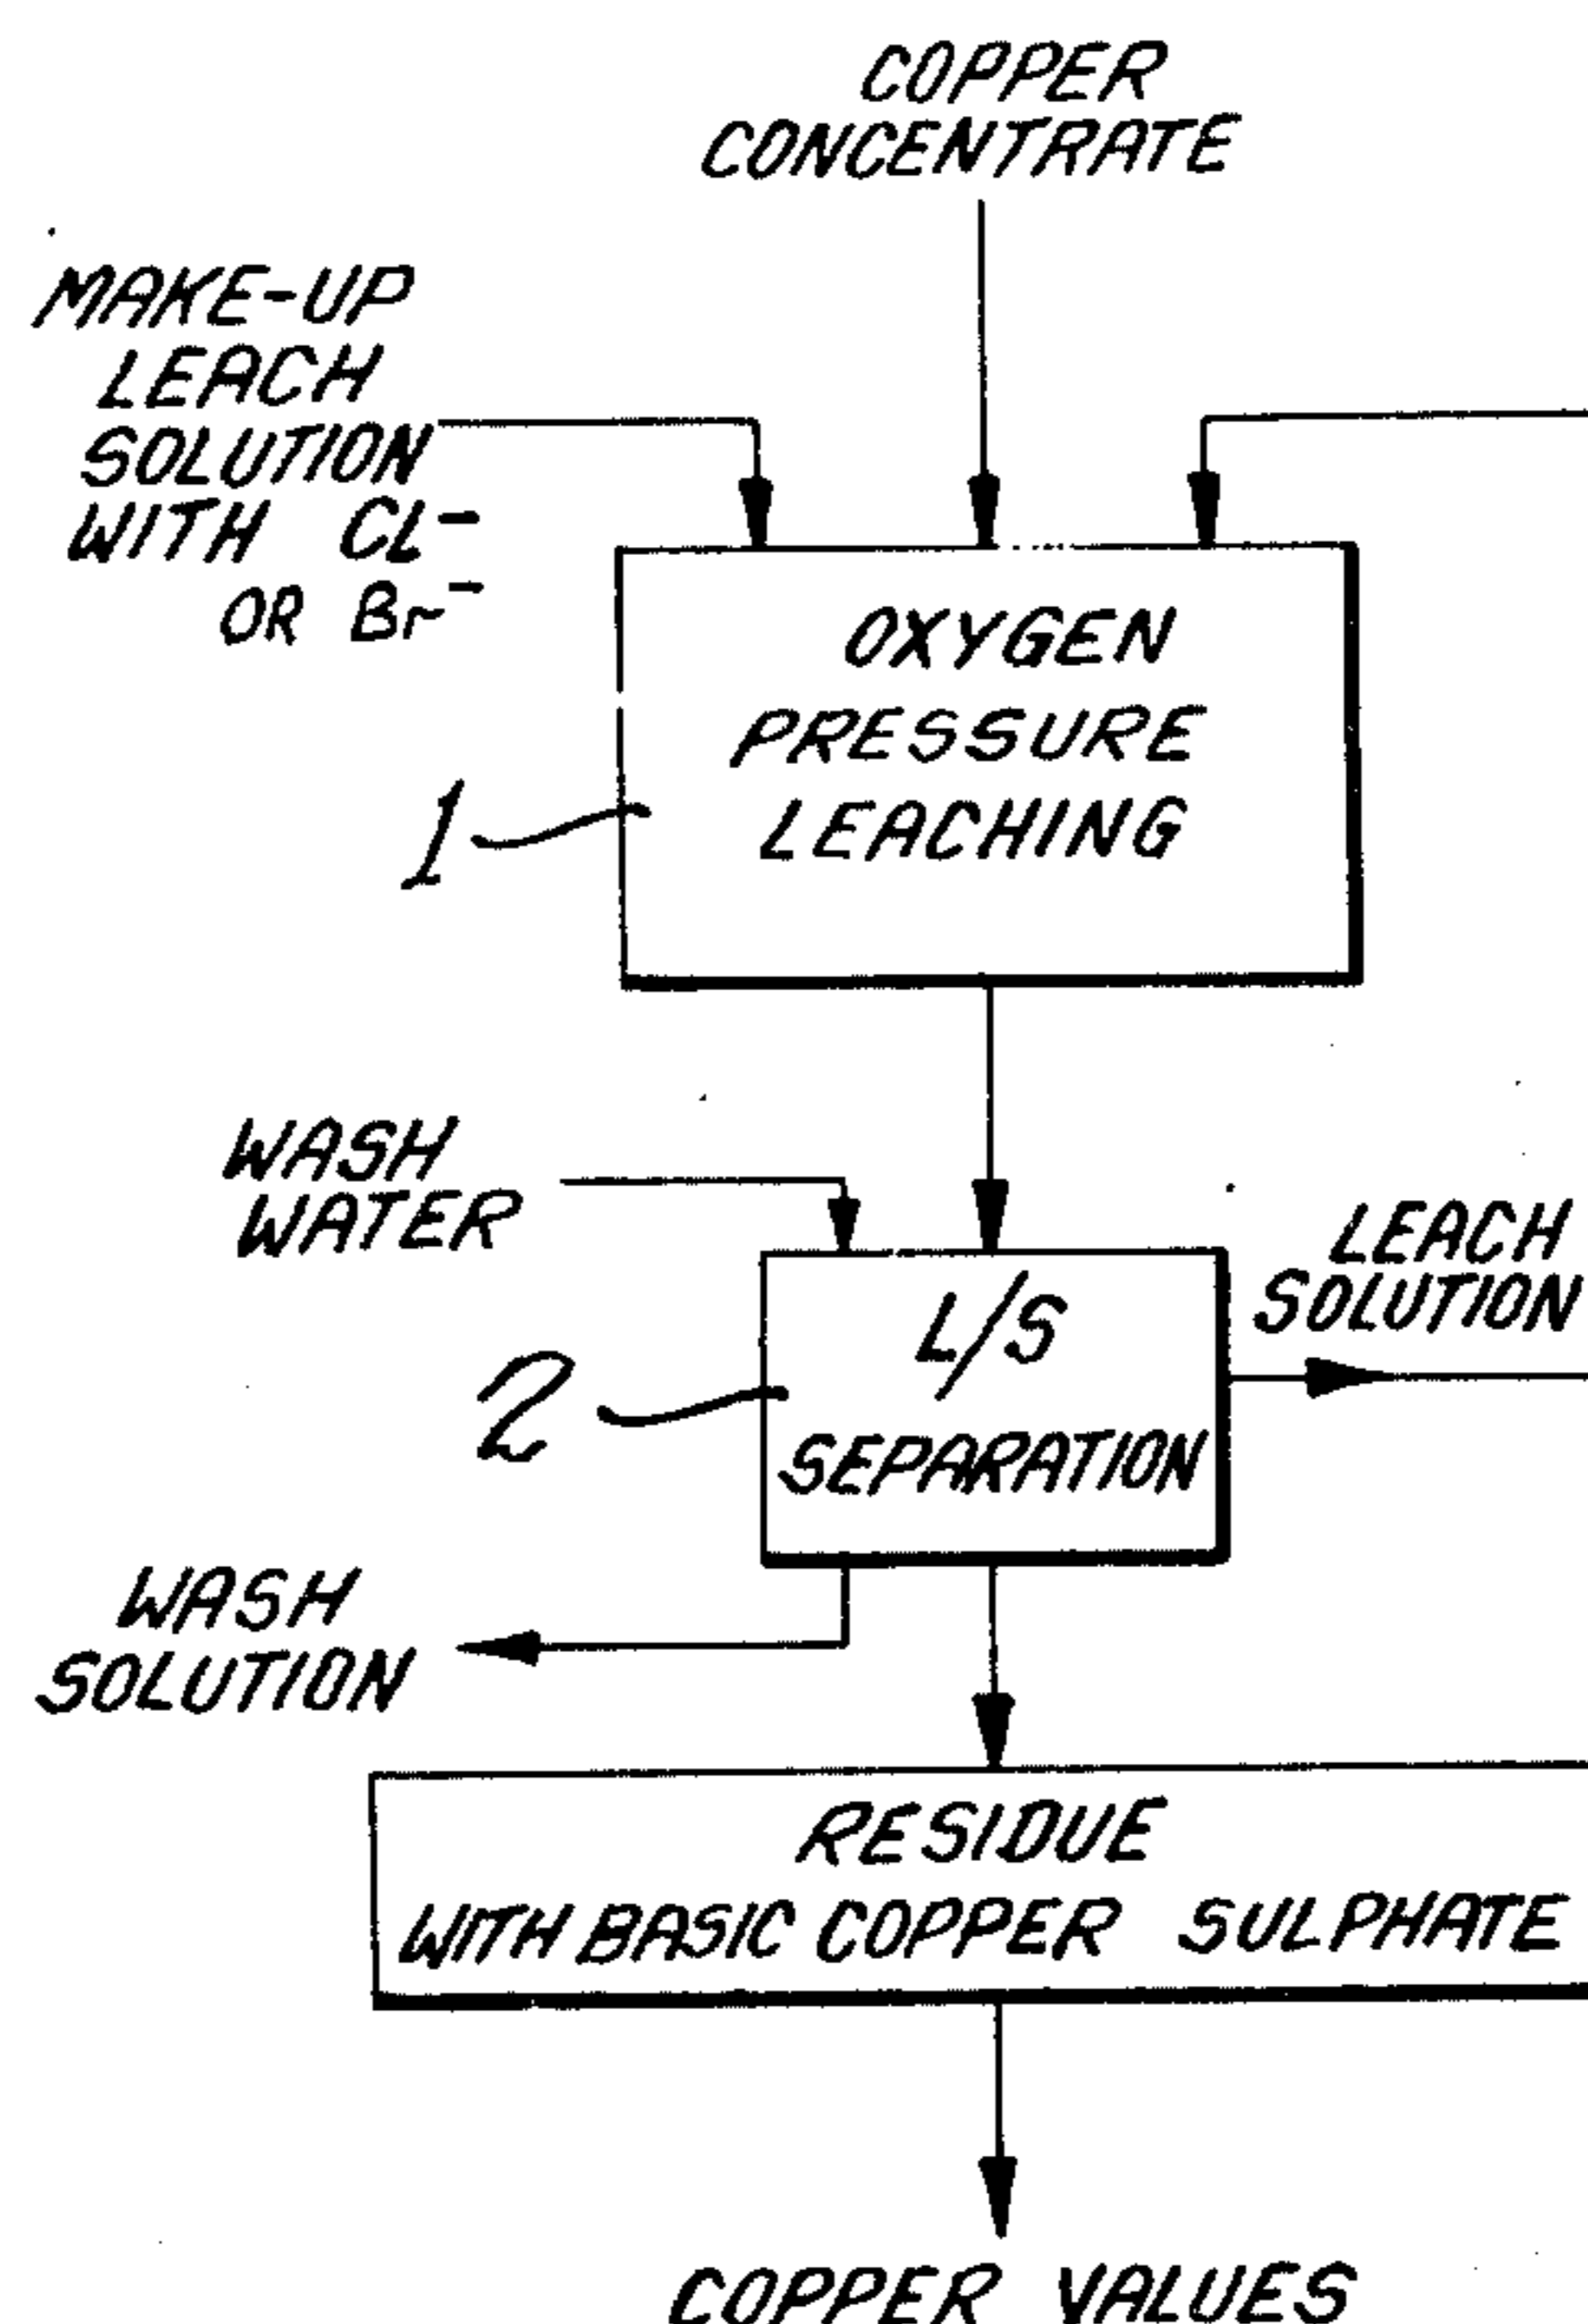 COPPER
CONCENTRATE
MAKE-UP
LEACH
SOLUTION
WITH CL-
OR Br-
OXYGEN
PRESSURE
LEACHING
1
WASH
WATER
L/S
SEPARATION
2
LEACH
SOLUTION
WASH
SOLUTION
RESIDUE
WITH BASIC COPPER SULPHATE
COPPER VALUES